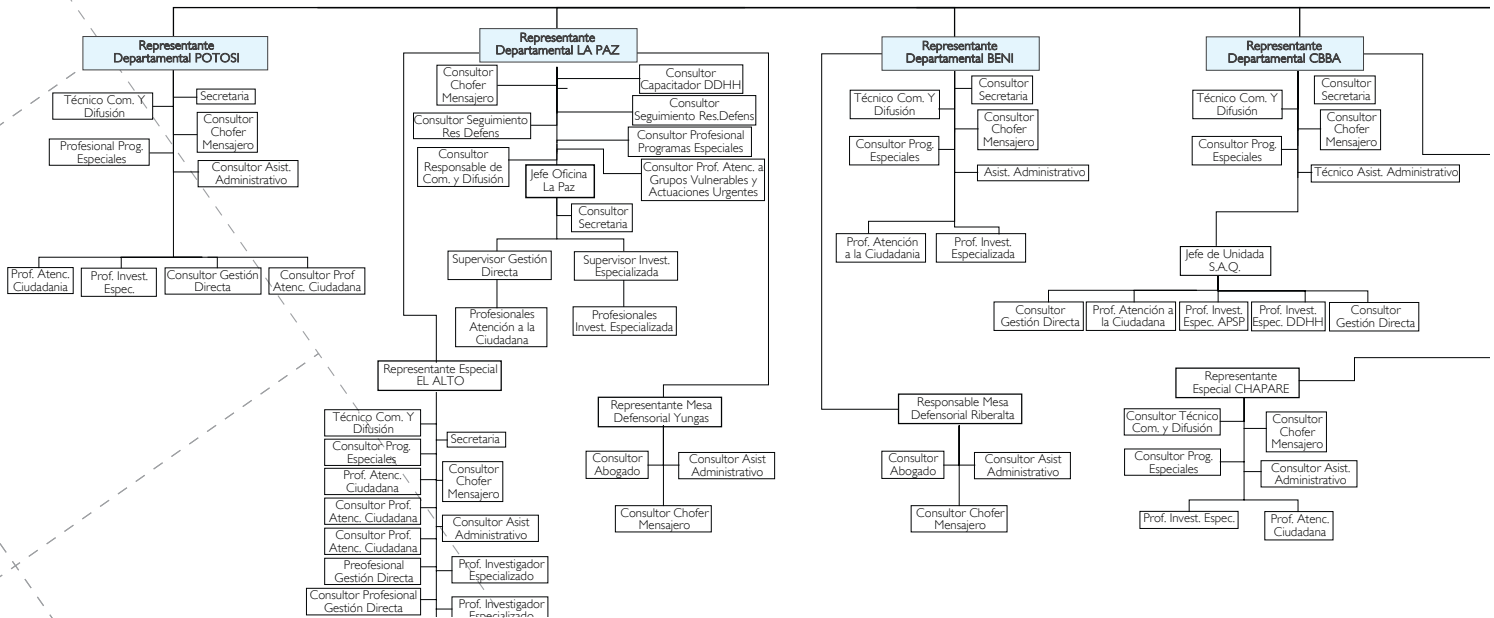 Representante
Departamental POTOSI
Técnico Com. Y
Difusión
Secretaria
Consultor
Chofer
Mensajero
Profesional Prog.
Especiales
Consultor Asist.
Administrativo
Prof. Atenc.
Ciudadania
Prof. Invest.
Espec.
Consultor Gestión
Directa
Consultor Prof
Atenc. Ciudadana
Representante
Departamental LA PAZ
Consultor
Chofer
Mensajero
Consultor
Capacitador DDHH
Consultor
Seguimiento Res.Defens
Consultor Seguimiento
Res Defens
Consultor Profesional
Programas Especiales
Consultor
Responsable de
Com. y Difusión
Jefe Oficina
La Paz
Consultor Prof. Atenc. a
Grupos Vulnerables y
Actuaciones Urgentes
Consultor
Secretaria
Supervisor Gestión
Directa
Supervisor Invest.
Especializada
Profesionales
Atención a la
Ciudadana
Profesionales
Invest. Especializada
Representante Especial
EL ALTO
Técnico Com. Y
Difusión
Secretaria
Consultor Prog.
Especiales
Prof. Atenc.
Ciudadana
Consultor
Chofer
Mensajero
Consultor Prof.
Atenc. Ciudadana
Consultor Asist
Administrativo
Consultor Prof.
Atenc. Ciudadana
Preofesional
Gestión Directa
Prof. Investigador
Especializado
Consultor Profesional
Gestión Directa
Prof. Investigador
Especializado
Representante Mesa
Defensorial Yungas
Consultor
Abogado
Consultor Asist
Administrativo
Consultor Chofer
Mensajero
Representante
Departamental BENI
Técnico Com. Y
Difusión
Consultor
Secretaria
Consultor
Chofer
Mensajero
Consultor Prog.
Especiales
Asist. Administrativo
Prof. Atención
a la Ciudadania
Prof. Invest.
Especializada
Responsable Mesa
Defensorial Riberalta
Consultor
Abogado
Consultor Asist
Administrativo
Consultor Chofer
Mensajero
Representante
Departamental CBBA
Técnico Com. Y
Difusión
Consultor
Secretaria
Consultor
Chofer
Mensajero
Consultor Prog.
Especiales
Técnico Asist. Administrativo
Jefe de Unidada
S.A.Q.
Consultor
Gestión Directa
Prof. Atención a
la Ciudadana
Prof. Invest.
Espec. APSP
Prof. Invest.
Espec. DDHH
Consultor
Gestión Directa
Representante
Especial CHAPARE
Consultor Técnico
Com. y Difusión
Consultor
Chofer
Mensajero
Consultor Prog.
Especiales
Consultor Asist.
Administrativo
Prof. Invest. Espec.
Prof. Atenc.
Ciudadana